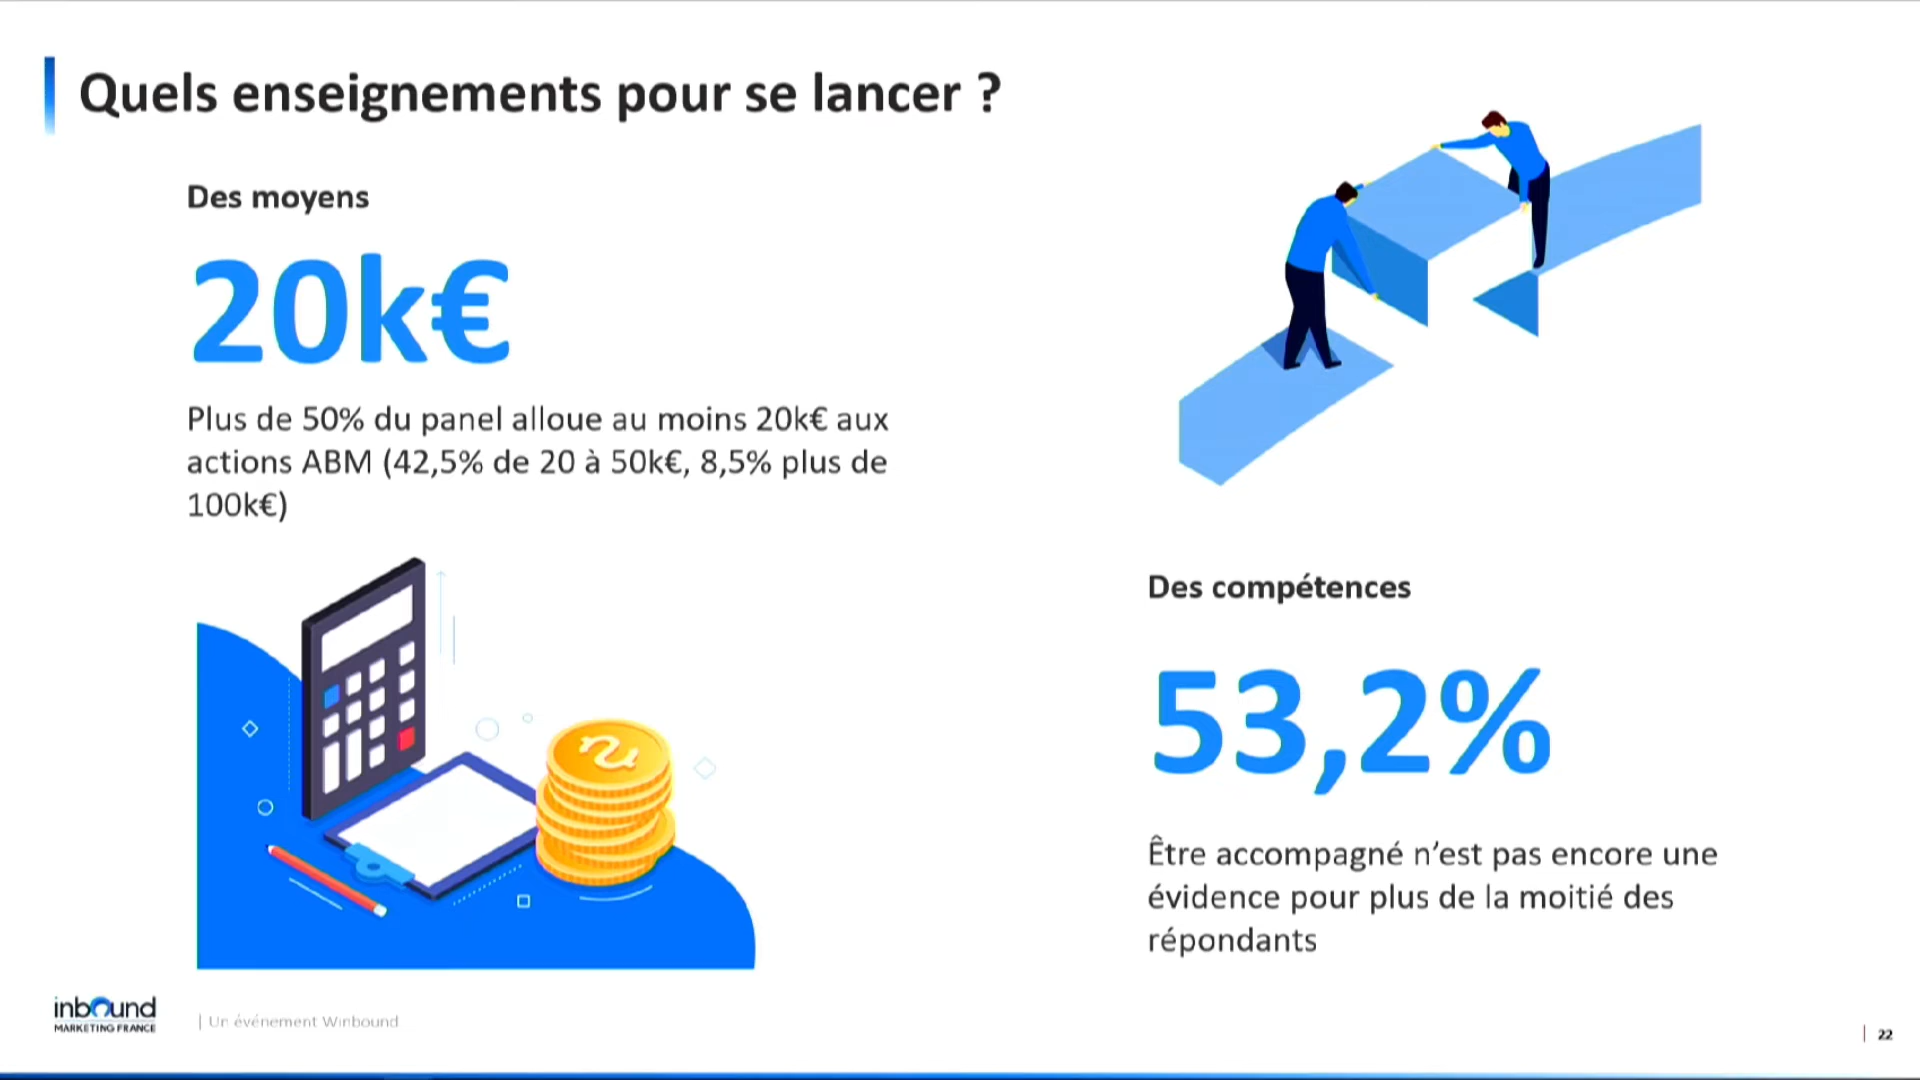 Quels enseignements pour se lancer ?
Des moyens
20k€
Plus de 50% du panel alloue au moins 20k€ aux
actions ABM (42,5% de 20 à 50k€, 8,5% plus de
100k€)
Des compétences
53,2%
Être accompagné n’est pas encore une
évidence pour plus de la moitié des
répondants
inbound
MARKETING FRANCE
| Un événement Winbound
| 22